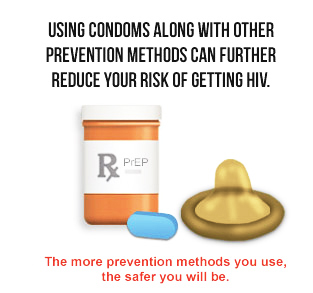 USING CONDOMS ALONG WITH OTHER
PREVENTION METHODS CAN FURTHER
REDUCE YOUR RISK OF GETTING HIV.
Rx PrEP
The more prevention methods you use,
the safer you will be.